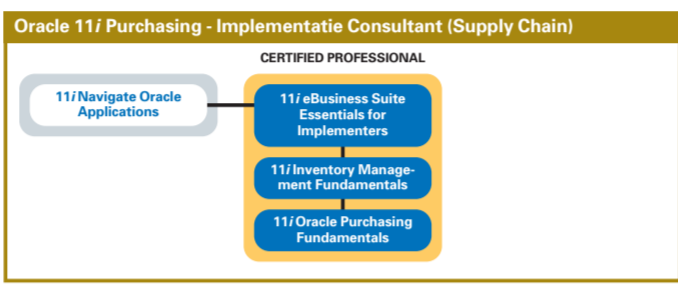 Oracle 11i Purchasing - Implementatie Consultant (Supply Chain)
CERTIFIED PROFESSIONAL
11i Navigate Oracle
Applications
11i eBusiness Suite
Essentials for
Implementers
11i Inventory Manage-
ment Fundamentals
11i Oracle Purchasing
Fundamentals